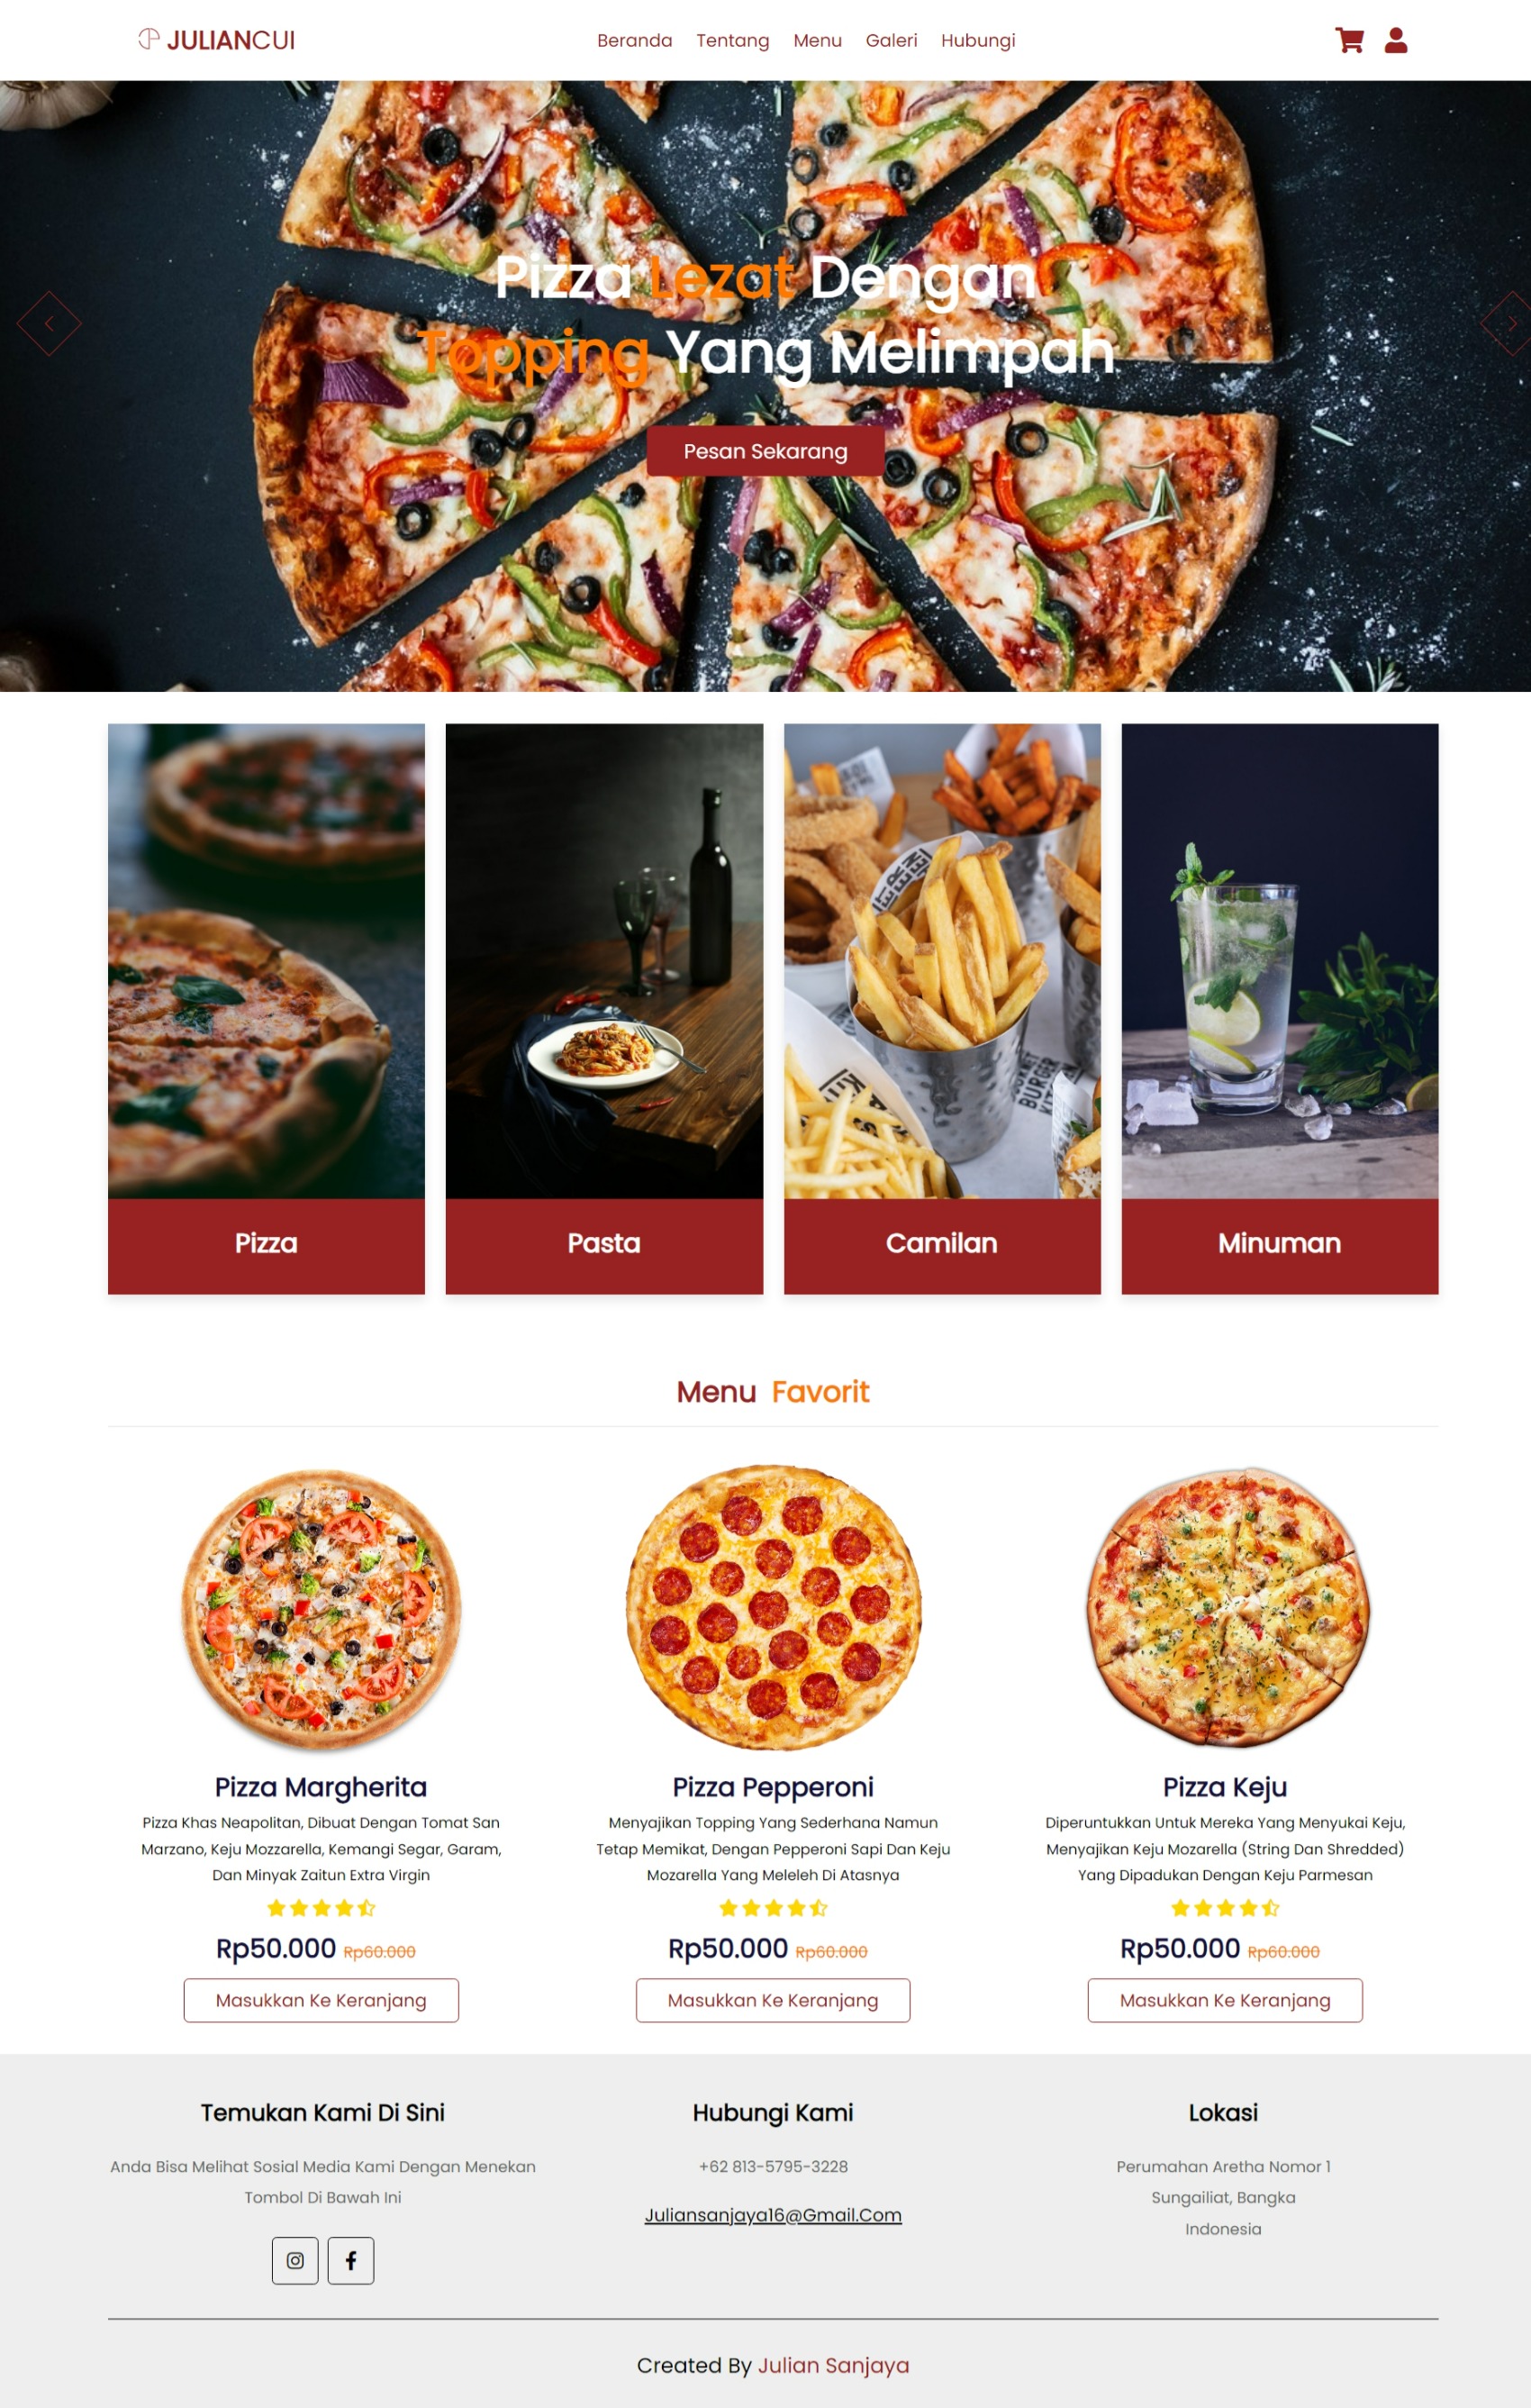 JULIANCUI
Beranda Tentang Menu Galeri Hubungi
Pizza Lezat Dengan
Topping Yang Melimpah
Pesan Sekarang
BURGER
Pizza
Pasta
Camilan
Minuman
Menu Favorit
Pizza Margherita
Pizza Khas Neapolitan, Dibuat Dengan Tomat San
Marzano, Keju Mozzarella, Kemangi Segar, Garam,
Dan Minyak Zaitun Extra Virgin
Rp50.000 Rp60.000
Masukkan Ke Keranjang
Pizza Pepperoni
Menyajikan Topping Yang Sederhana Namun
Tetap Memikat, Dengan Pepperoni Sapi Dan Keju
Mozarella Yang Meleleh Di Atasnya
Rp50.000 Rp60.000
Masukkan Ke Keranjang
Pizza Keju
Diperuntukkan Untuk Mereka Yang Menyukai Keju,
Menyajikan Keju Mozarella (String Dan Shredded)
Yang Dipadukan Dengan Keju Parmesan
Rp50.000 Rp60.000
Masukkan Ke Keranjang
Temukan Kami Di Sini
Anda Bisa Melihat Sosial Media Kami Dengan Menekan
Tombol Di Bawah Ini
Hubungi Kami
+62 813-5795-3228
Juliansanjaya16@Gmail.Com
Lokasi
Perumahan Aretha Nomor 1
Sungailiat, Bangka
Indonesia
Created By Julian Sanjaya